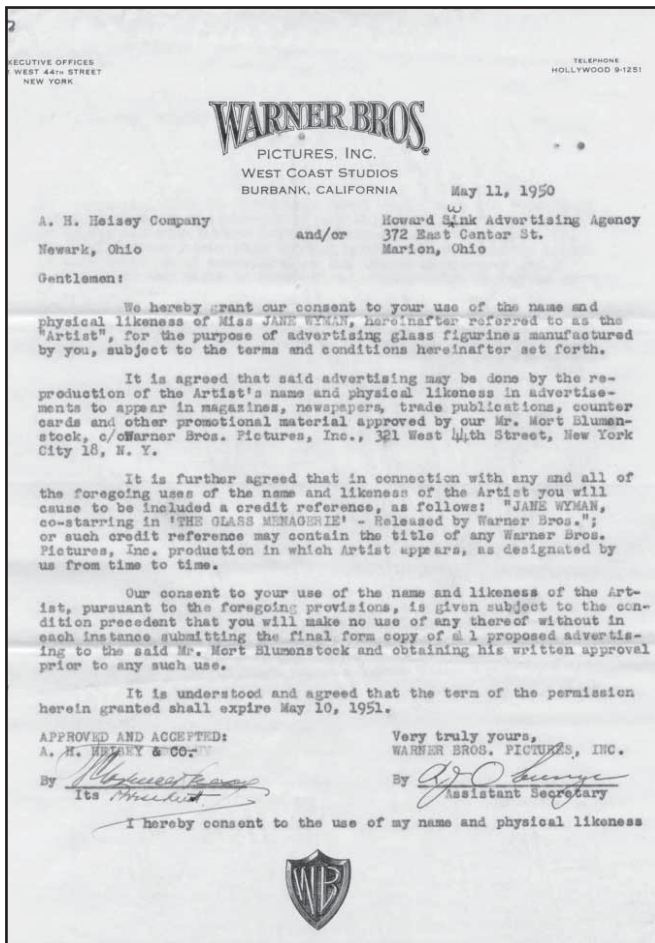 EXECUTIVE OFFICES
WEST 44TH STREET
NEW YORK
TELEPHONE
HOLLYWOOD 9-1251
WARNER BROS.
PICTURES, INC.
WEST COAST STUDIOS
BURBANK, CALIFORNIA
May 11, 1950
A. H. Heisey Company
and/or
Newark, Ohio
Howard Swink Advertising Agency
372 East Center St.
Marion, Ohio
Gentlemen:
We hereby grant our consent to your use of the name and
physical likeness of Miss JANE WYMAN, hereinafter referred to as the
"Artist", for the purpose of advertising glass figurines manufactured
by you, subject to the terms and conditions hereinafter set forth.
It is agreed that said advertising may be done by the re-
production of the Artist's name and physical likeness in advertise-
ments to appear in magazines, newspapers, trade publications, counter
cards and other promotional material approved by our Mr. Mort Blumen-
stock, c/oWarner Bros. Pictures, Inc., 321 West 44th Street, New York
City 18, N. Y.
It is further agreed that in connection with any and all of
the foregoing uses of the name and likeness of the Artist you will
cause to be included a credit reference, as follows: "JANE WYMAN,
co-starring in 'THE GLASS MENAGERIE' - Released by Warner Bros.";
or such credit reference may contain the title of any Warner Bros.
Pictures, Inc. production in which Artist appears, as designated by
us from time to time.
Our consent to your use of the name and likeness of the Art-
ist, pursuant to the foregoing provisions, is given subject to the con-
dition precedent that you will make no use of any thereof without in
each instance submitting the final form copy of all proposed advertis-
ing to the said Mr. Mort Blumenstock and obtaining his written approval
prior to any such use.
It is understood and agreed that the term of the permission
herein granted shall expire May 10, 1951.
APPROVED AND ACCEPTED:
A. H. HEISEY & CO.
By
Its President
Very truly yours,
WARNER BROS. PICTURES, INC.
By
Assistant Secretary
I hereby consent to the use of my name and physical likeness
WB